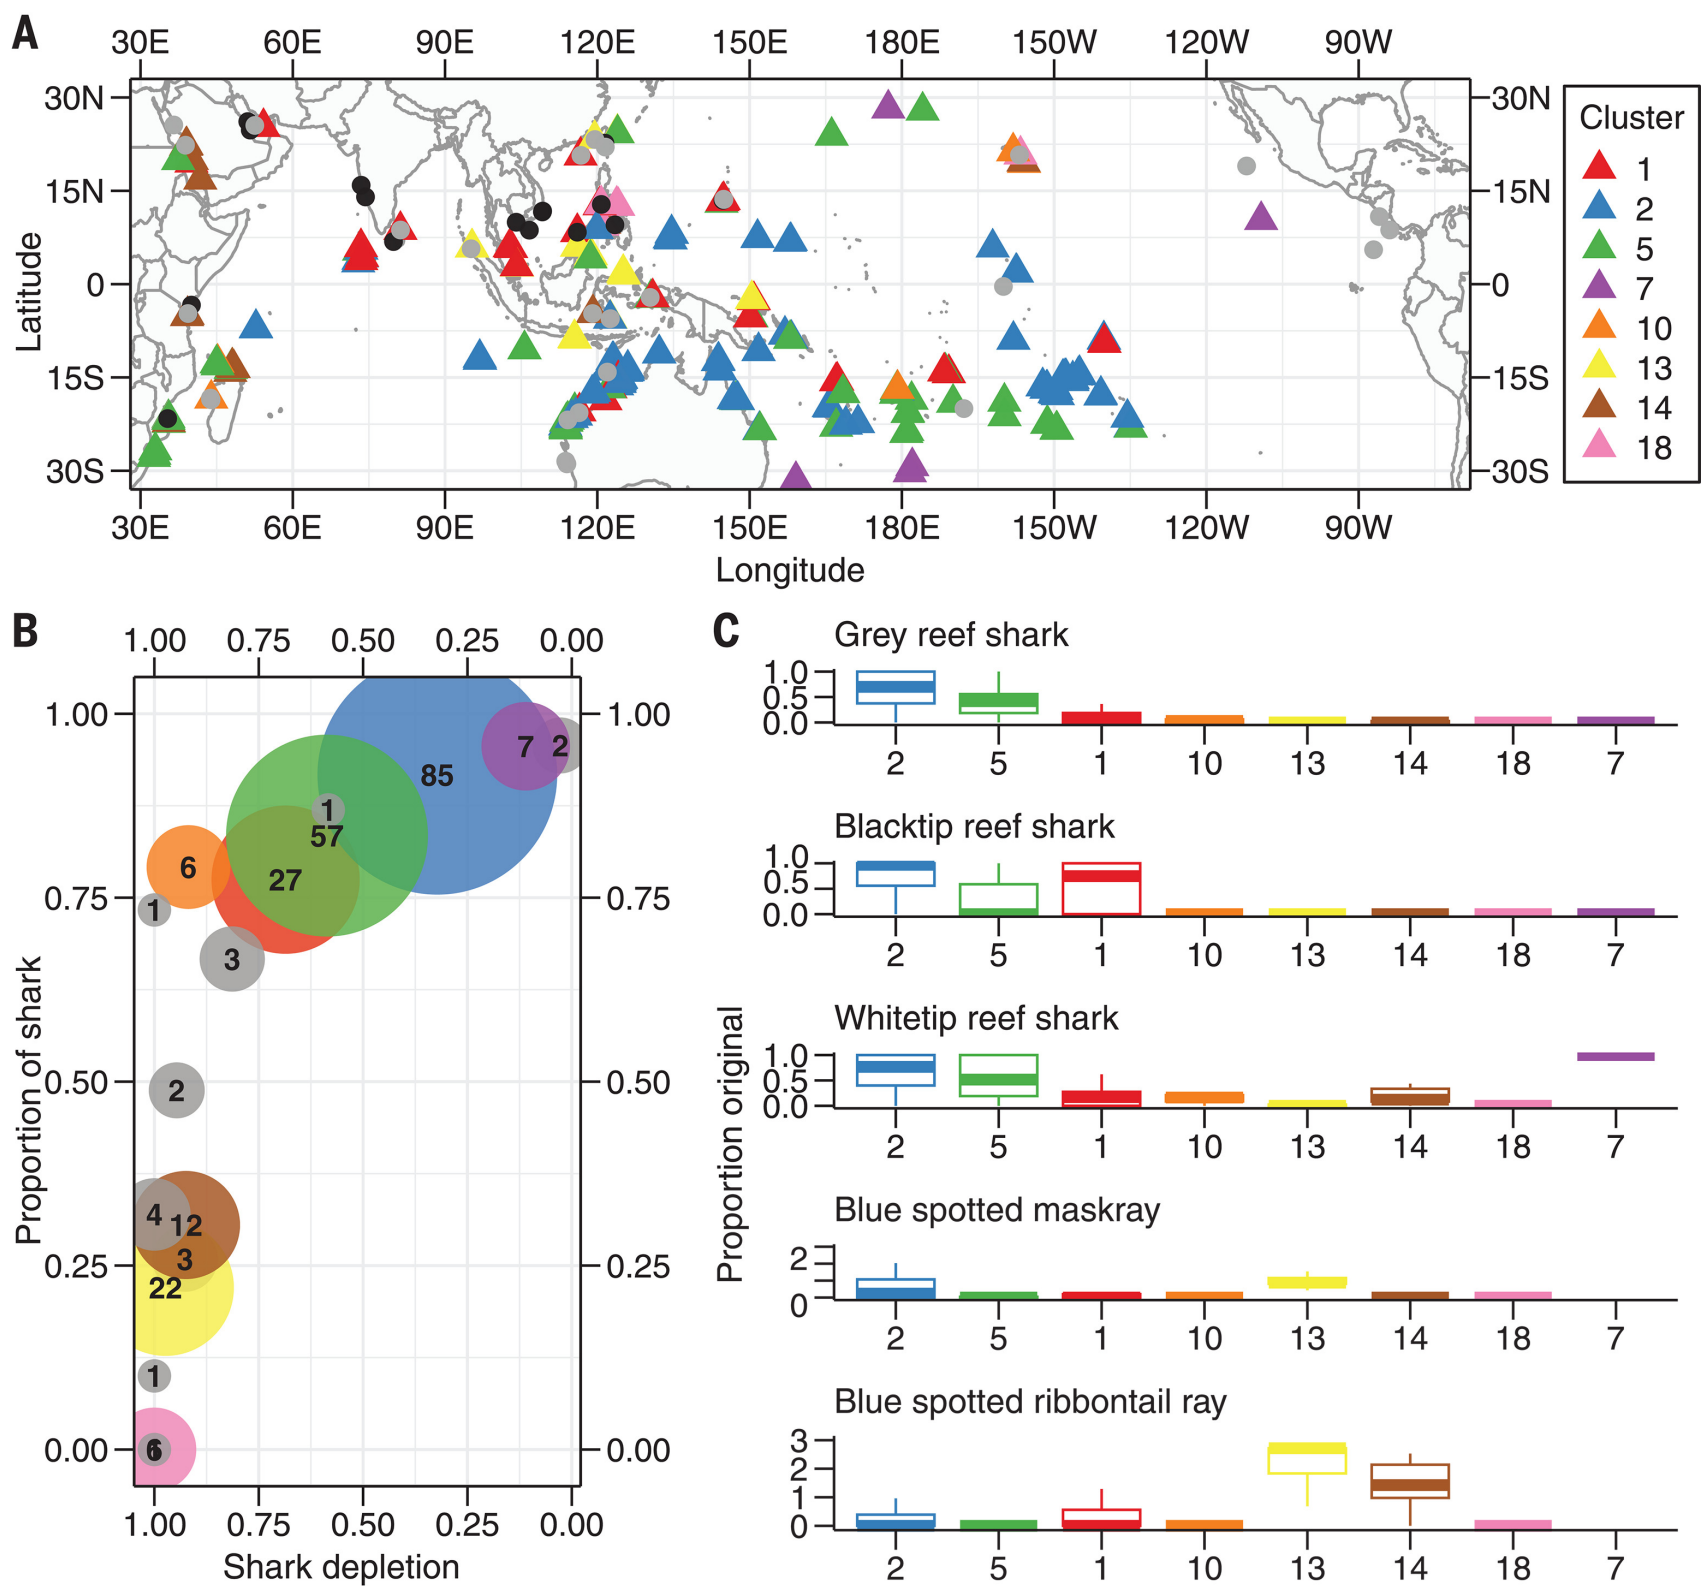 A
30E 60E 90E 120E 150E 180E 150W 120W 90W
30N 30N
15N 15N
0 0
15S 15S
30S 30S
Latitude
30E 60E 90E 120E 150E 180E 150W 120W 90W
Longitude
Cluster
1
2
5
7
10
13
14
18
B
1.00 0.75 0.50 0.25 0.00
1.00 1.00
0.75 0.75
0.50 0.50
0.25 0.25
0.00 0.00
Proportion of shark
7 2
85
1
57
6
27
1
3
2
4 12
3
22
1
6
1.00 0.75 0.50 0.25 0.00
Shark depletion
C
Proportion original
Grey reef shark
1.0
0.5
0.0
2 5 1 10 13 14 18 7
Blacktip reef shark
1.0
0.5
0.0
2 5 1 10 13 14 18 7
Whitetip reef shark
1.0
0.5
0.0
2 5 1 10 13 14 18 7
Blue spotted maskray
2
0
2 5 1 10 13 14 18 7
Blue spotted ribbontail ray
3
2
1
0
2 5 1 10 13 14 18 7